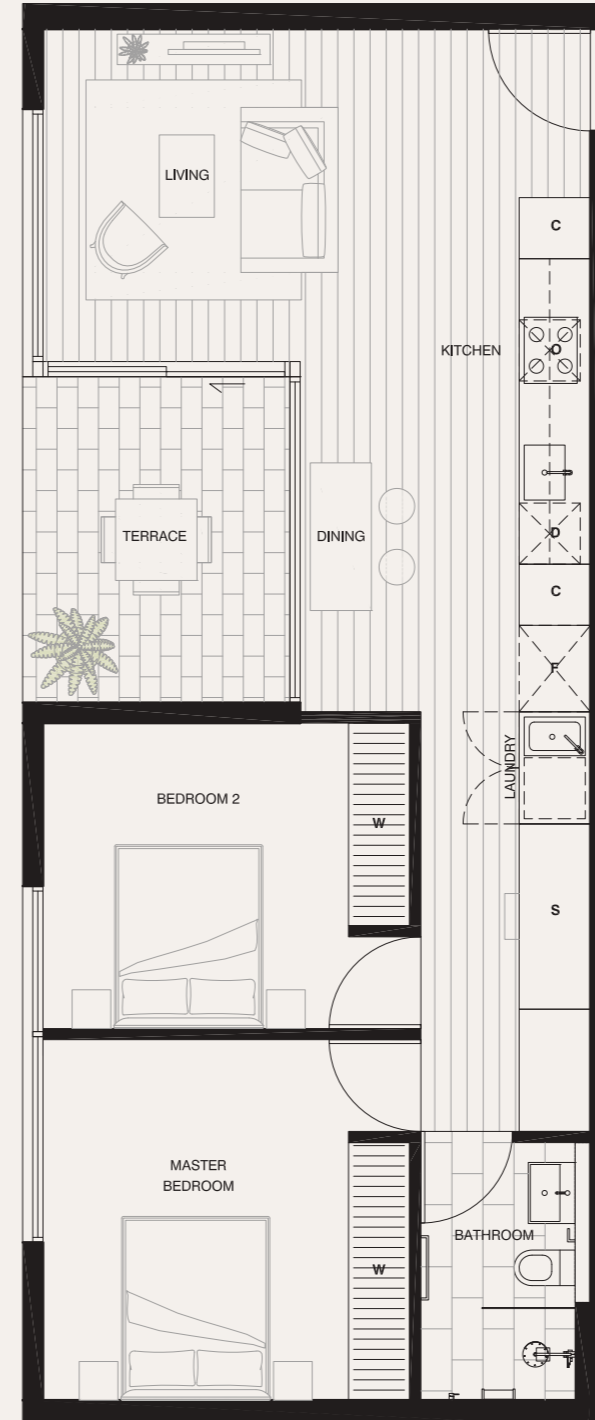 LIVING
C
KITCHEN
O
TERRACE
DINING
D
C
F
LAUNDRY
BEDROOM 2
W
S
MASTER
BEDROOM
BATHROOM
W